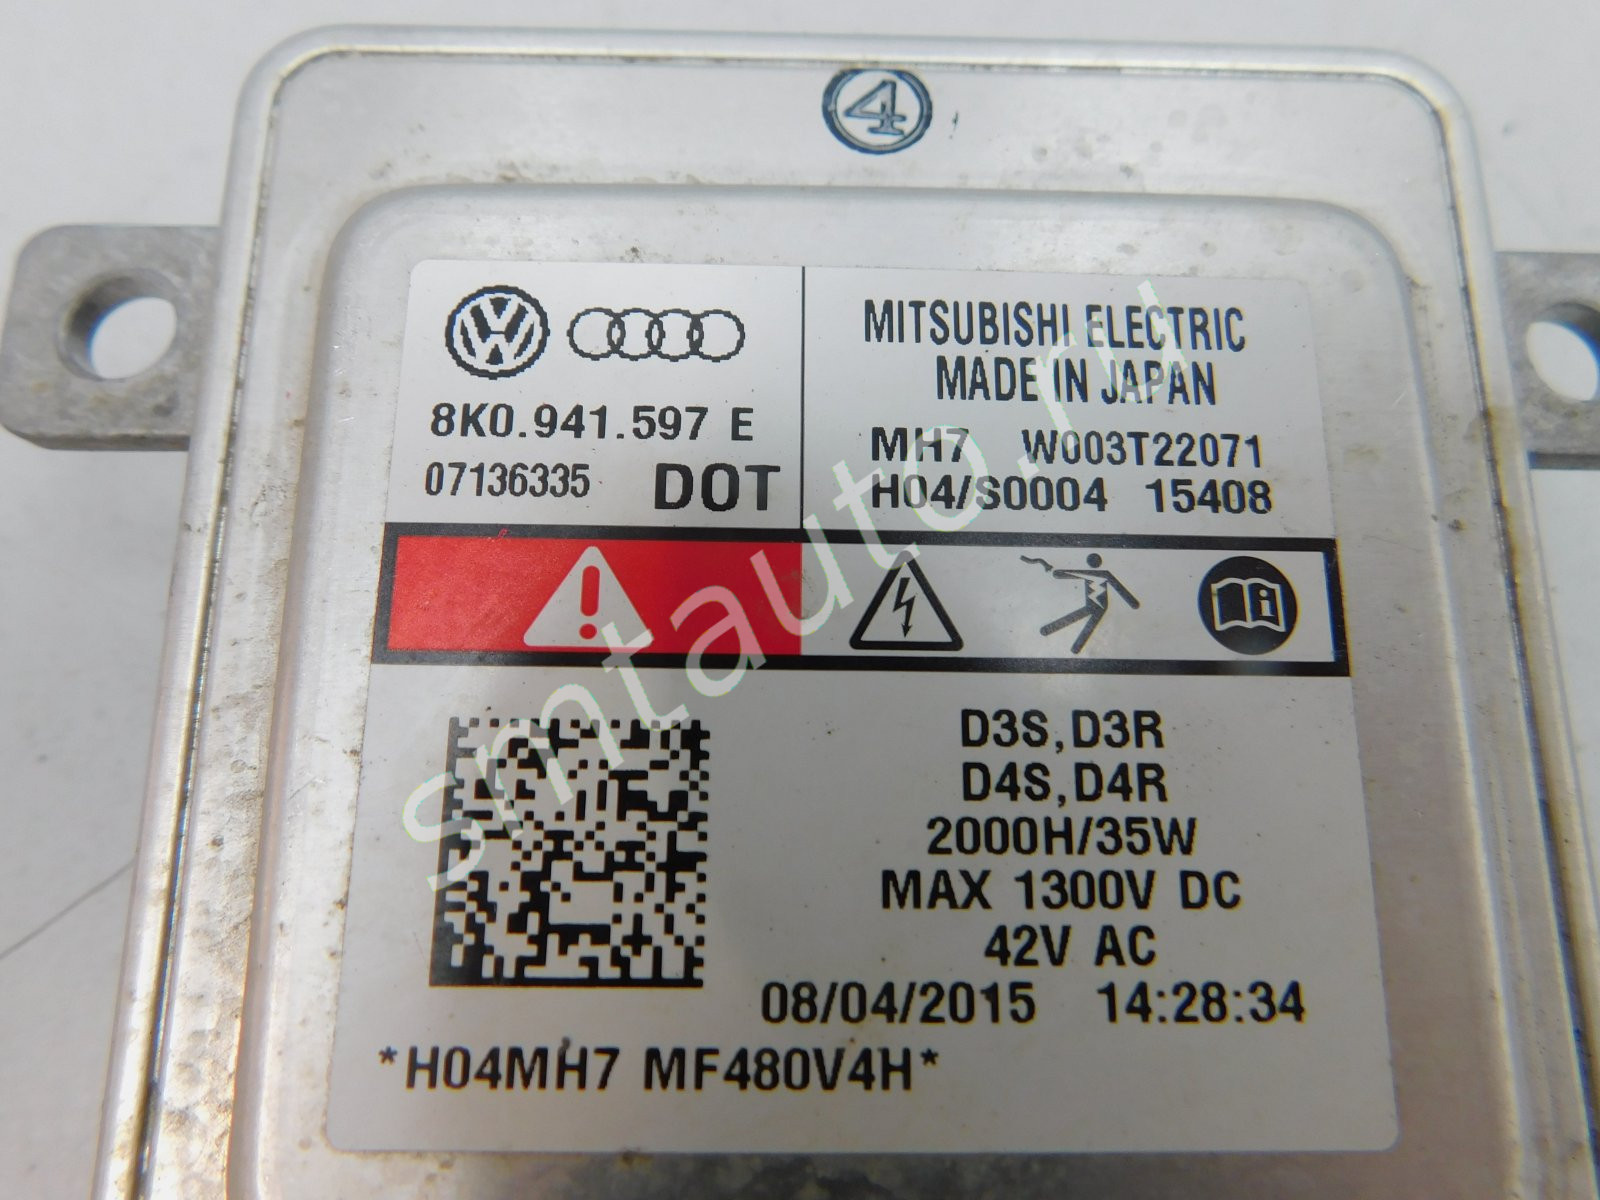 4
8K0.941.597 E
07136335 DOT
MITSUBISHI ELECTRIC
MADE IN JAPAN
MH7 W003T22071
H04/S0004 15408
D3S,D3R
D4S,D4R
2000H/35W
MAX 1300V DC
42V AC
08/04/2015 14:28:34
*H04MH7 MF480V4H*
smtauto.ru